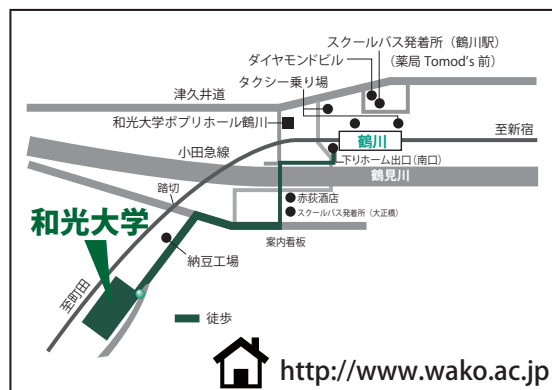 スクールバス発着所（鶴川駅）
（薬局 Tomod's 前）
ダイヤモンドビル
タクシー乗り場
津久井道
和光大学ポプリホール鶴川
至新宿
鶴川
小田急線
下りホーム出口（南口）
鶴見川
踏切
赤荻酒店
スクールバス発着所（大正橋）
和光大学
案内看板
納豆工場
至町田
徒歩
http://www.wako.ac.jp